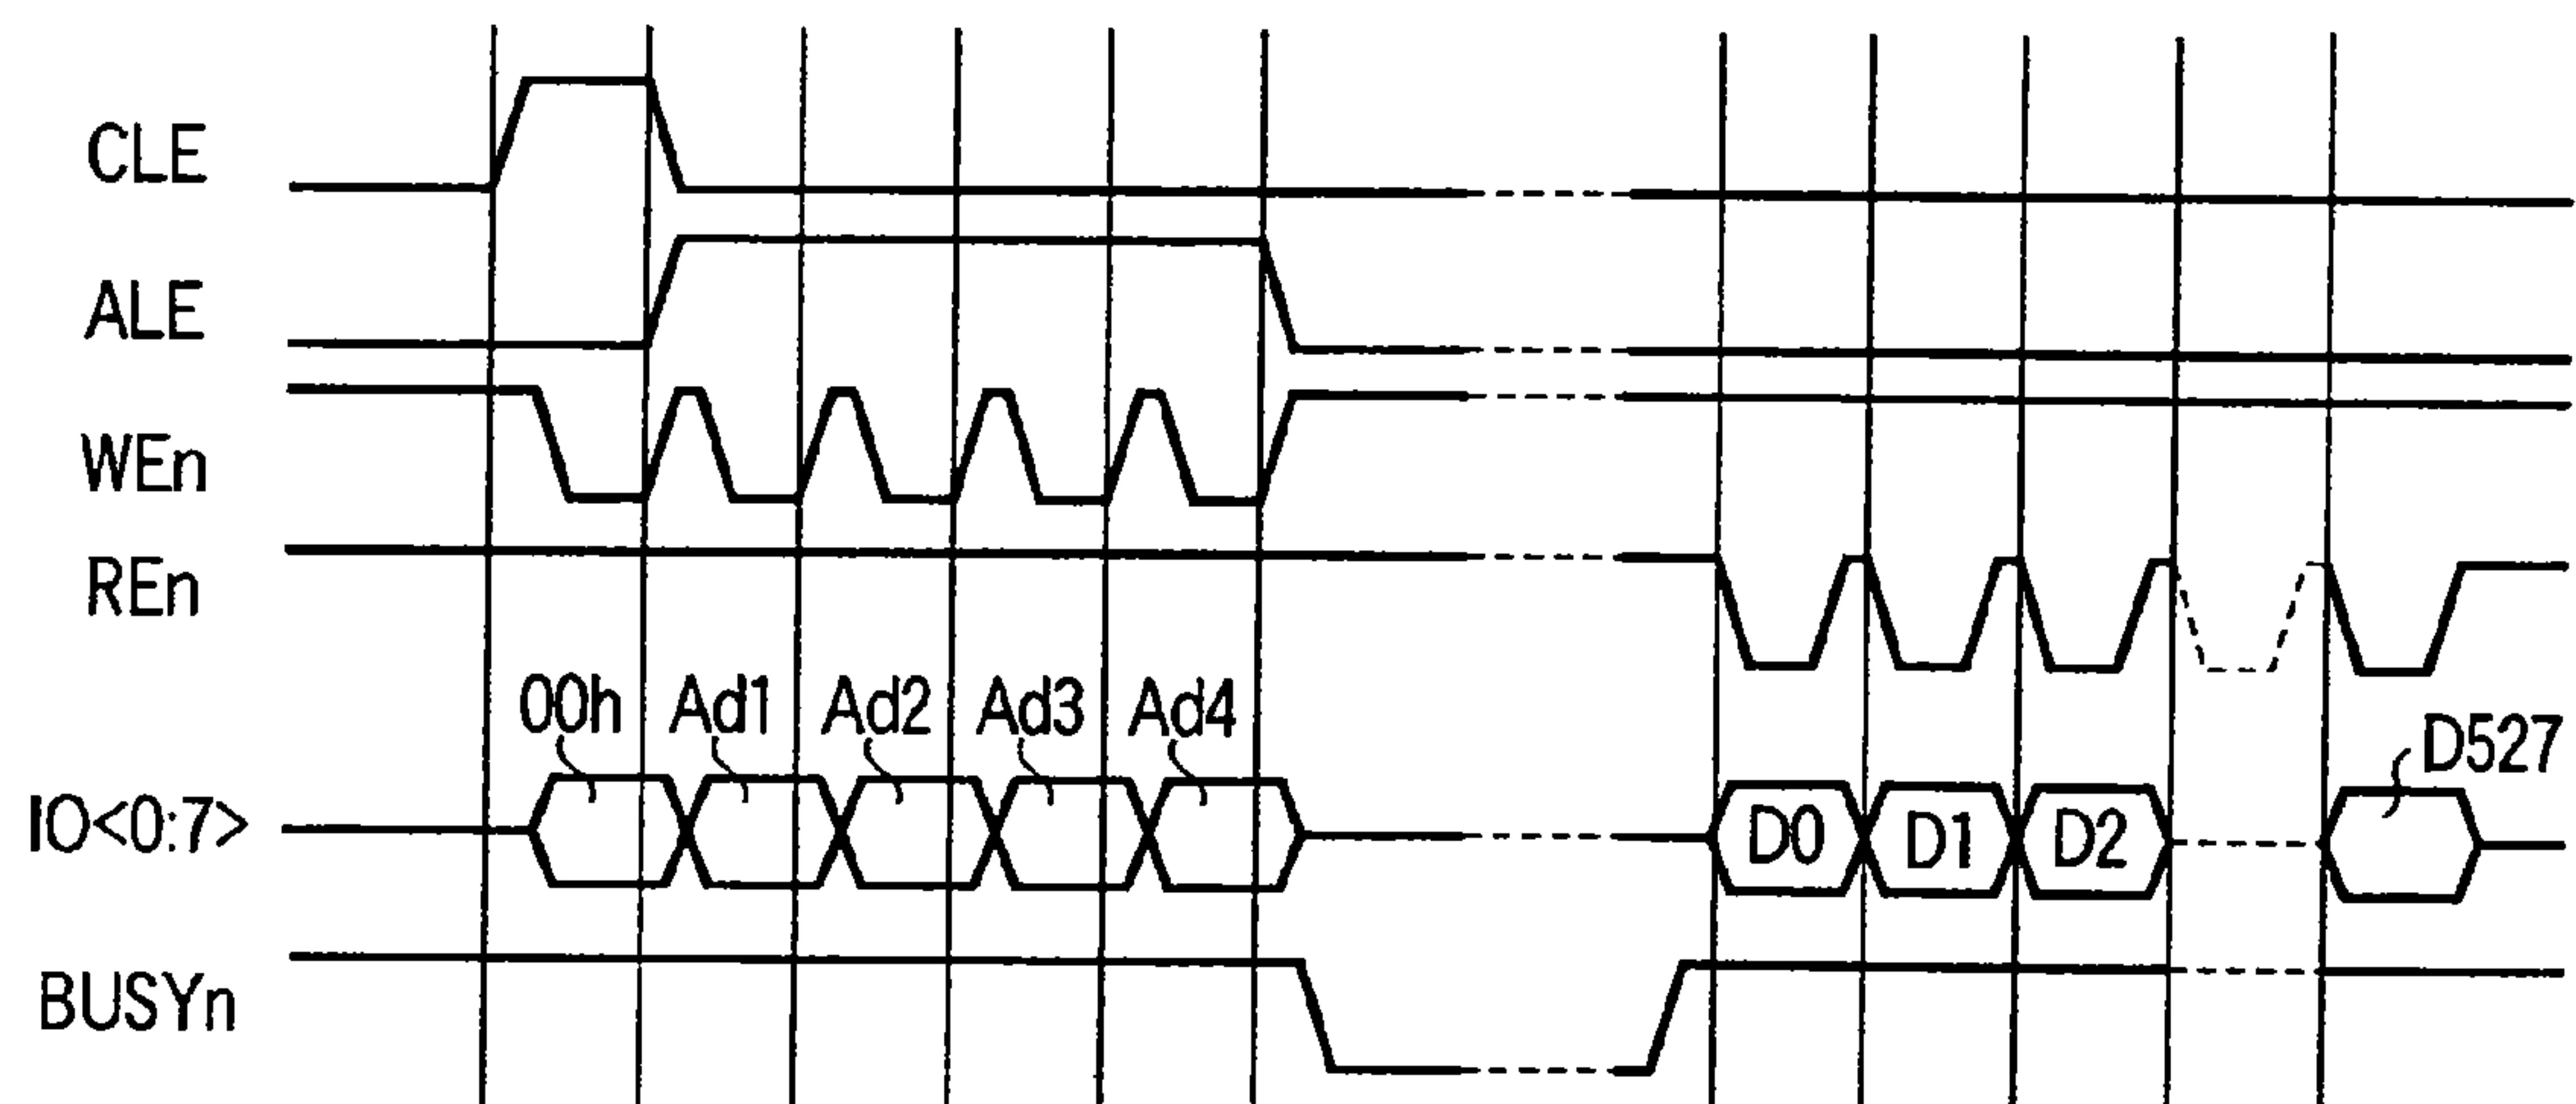 CLE
ALE
WEn
REn
00h Ad1 Ad2 Ad3 Ad4
D527
IO<0:7> D0 D1 D2
BUSYn